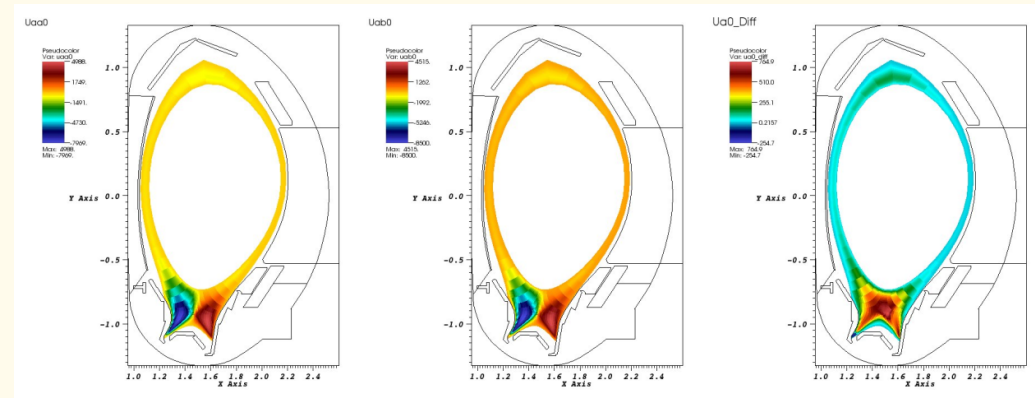 Uaa0
Pseudocolor
Var: uaa0
4988.
1749.
-1491.
-4730.
-7969.
Max: 4988.
Min: -7969.
1.0
0.5
Y Axis 0.0
-0.5
-1.0
1.0 1.2 1.4 1.6 1.8 2.0 2.2 2.4
X Axis
Uab0
Pseudocolor
Var: uab0
4515.
1262.
-1992.
-5246.
-8500.
Max: 4515.
Min: -8500.
1.0
0.5
Y Axis 0.0
-0.5
-1.0
1.0 1.2 1.4 1.6 1.8 2.0 2.2 2.4
X Axis
Ua0_Diff
Pseudocolor
Var: ua0_diff
764.9
510.0
255.1
0.2157
-254.7
Max: 764.9
Min: -254.7
1.0
0.5
Y Axis 0.0
-0.5
-1.0
1.0 1.2 1.4 1.6 1.8 2.0 2.2 2.4
X Axis